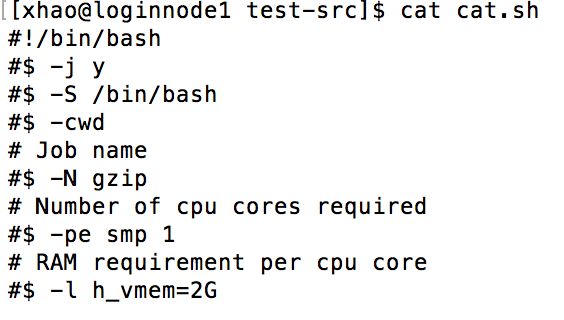 [[xhao@loginnode1 test-src]$ cat cat.sh
#!/bin/bash
#$ -j y
#$ -S /bin/bash
#$ -cwd
# Job name
#$ -N gzip
# Number of cpu cores required
#$ -pe smp 1
# RAM requirement per cpu core
#$ -l h_vmem=2G